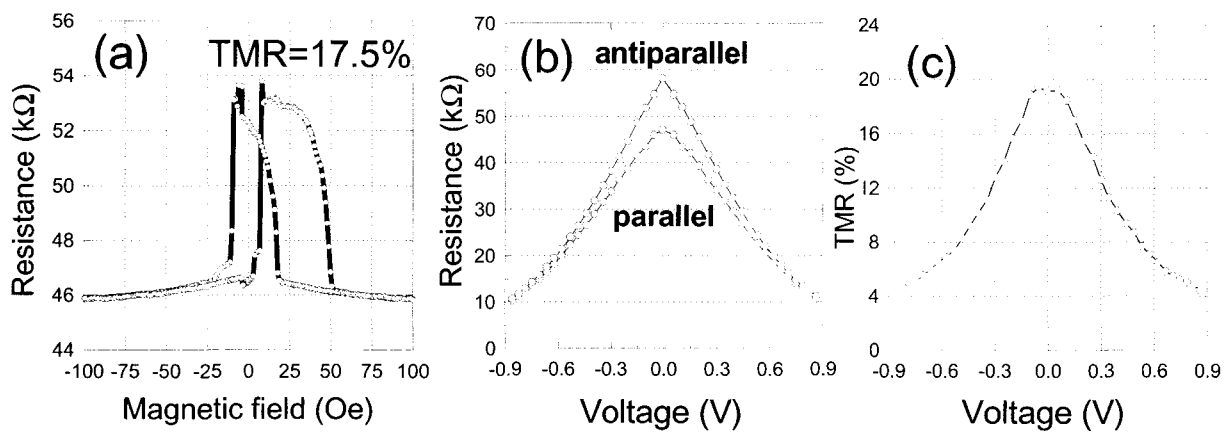 (a)
TMR=17.5%
Resistance (kΩ)
56
54
52
50
48
46
44
-100 -75 -50 -25 0 25 50 75 100
Magnetic field (Oe)
(b)
antiparallel
parallel
Resistance (kΩ)
70
60
50
40
30
20
10
0
-0.9 -0.6 -0.3 0.0 0.3 0.6 0.9
Voltage (V)
(c)
TMR (%)
24
20
16
12
8
4
0
-0.9 -0.6 -0.3 0.0 0.3 0.6 0.9
Voltage (V)